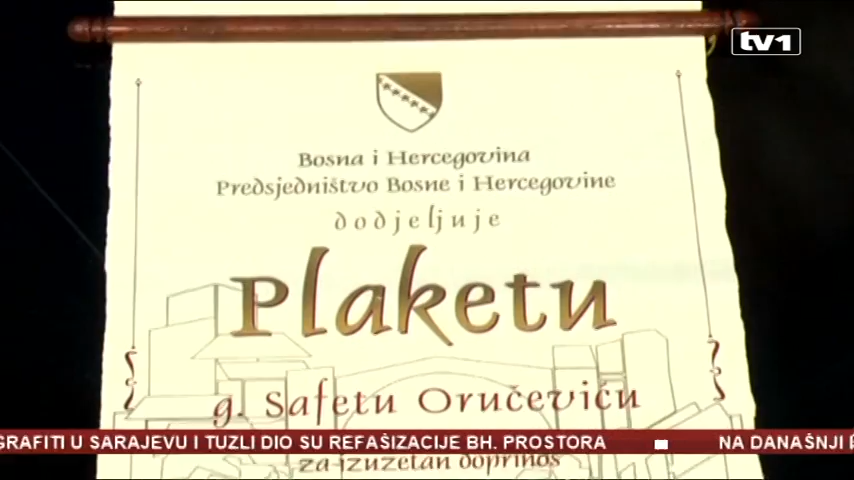 tv1
Bosna i Hercegovina
Predsjedništvo Bosne i Hercegovine
dodjeljuje
Plaketu
g. Safetu Oručeviću
GRAFITI U SARAJEVU I TUZLI DIO SU REFAŠIZACIJE BH. PROSTORA NA DANAŠNJI
za izuzetan doprinos